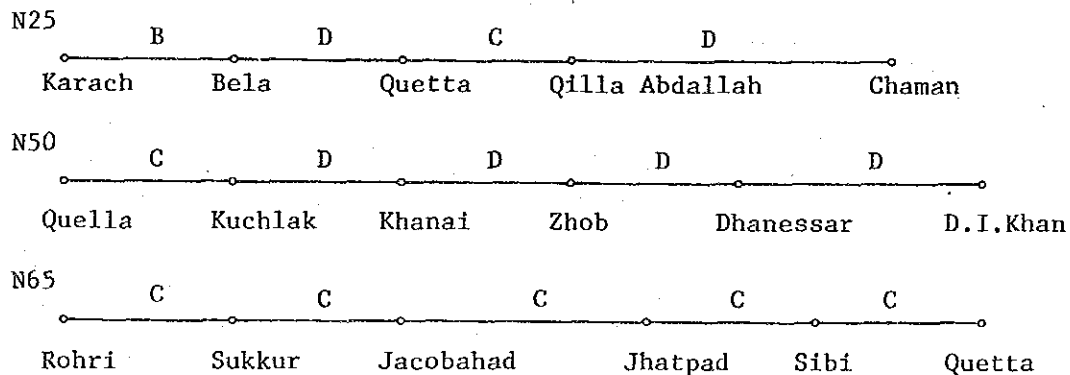 N25
B D C D
Karach Bela Quetta Qilla Abdallah Chaman
N50
C D D D D
Quella Kuchlak Khanai Zhob Dhanessar D.I.Khan
N65
C C C C C
Rohri Sukkur Jacobahad Jhatpad Sibi Quetta